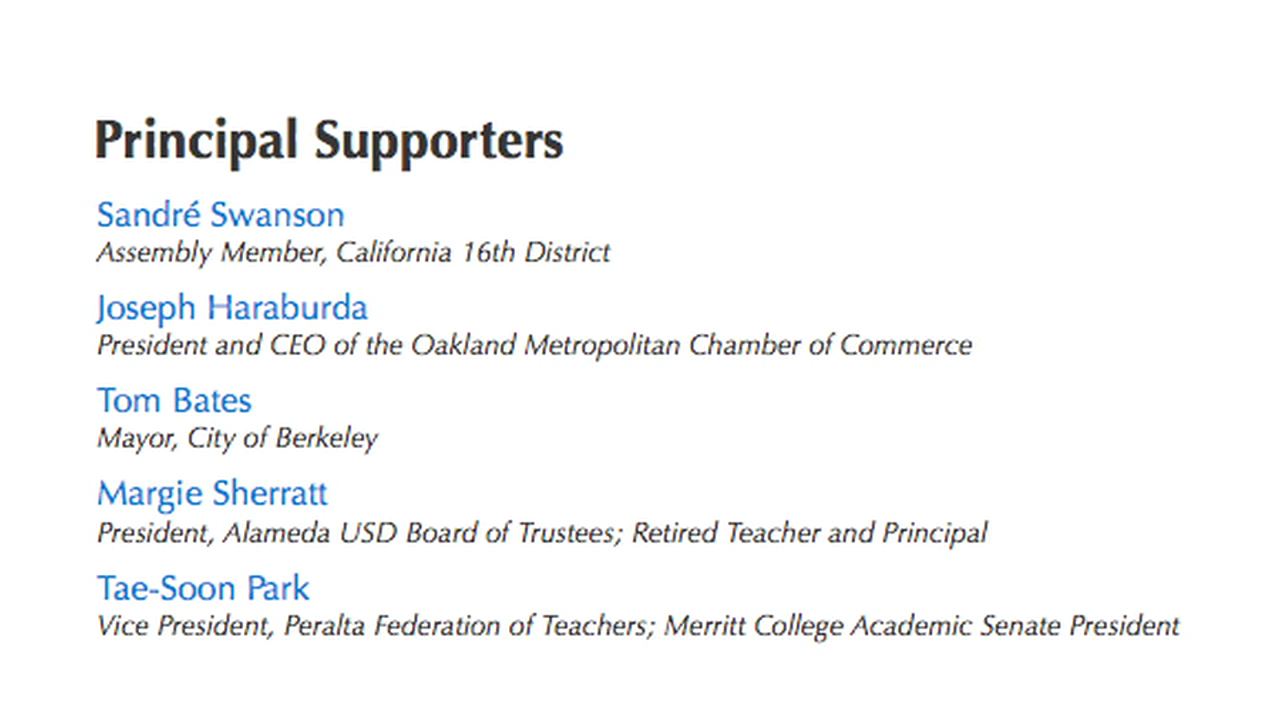 Principal Supporters
Sandré Swanson
Assembly Member, California 16th District
Joseph Haraburda
President and CEO of the Oakland Metropolitan Chamber of Commerce
Tom Bates
Mayor, City of Berkeley
Margie Sherratt
President, Alameda USD Board of Trustees; Retired Teacher and Principal
Tae-Soon Park
Vice President, Peralta Federation of Teachers; Merritt College Academic Senate President